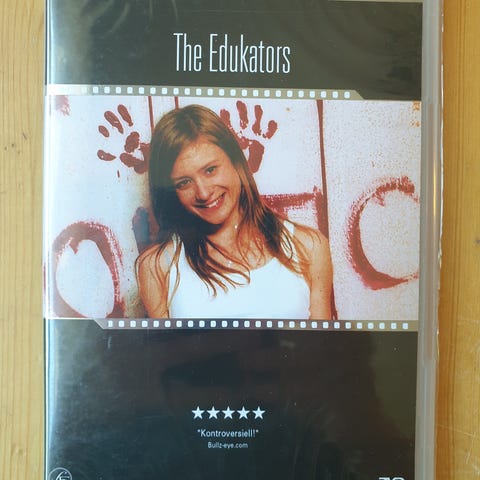 The Edukators
★★★★★
"Kontroversiell!"
Bullz-eye.com